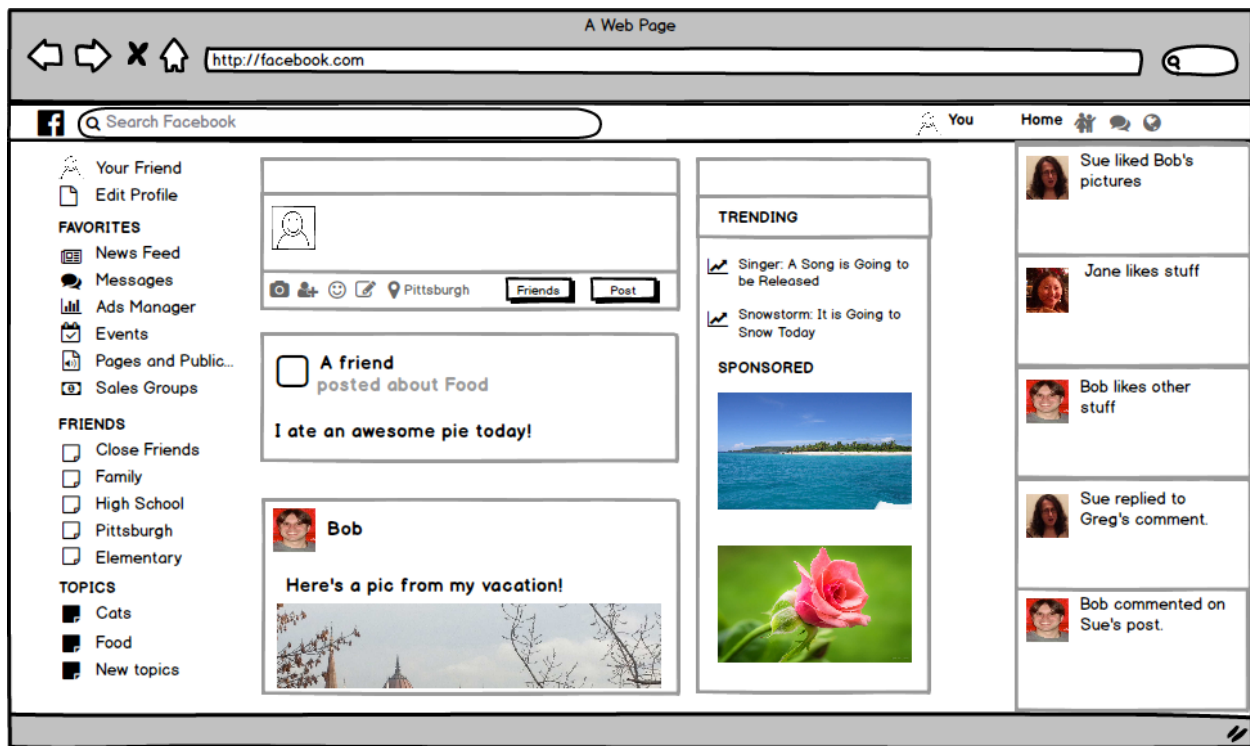 A Web Page
http://facebook.com
Search Facebook
You
Home
Your Friend
Edit Profile
FAVORITES
News Feed
Messages
Ads Manager
Events
Pages and Public...
Sales Groups
FRIENDS
Close Friends
Family
High School
Pittsburgh
Elementary
TOPICS
Cats
Food
New topics
Pittsburgh
Friends
Post
A friend
posted about Food
I ate an awesome pie today!
Bob
Here's a pic from my vacation!
TRENDING
Singer: A Song is Going to
be Released
Snowstorm: It is Going to
Snow Today
SPONSORED
Sue liked Bob's
pictures
Jane likes stuff
Bob likes other
stuff
Sue replied to
Greg's comment.
Bob commented on
Sue's post.